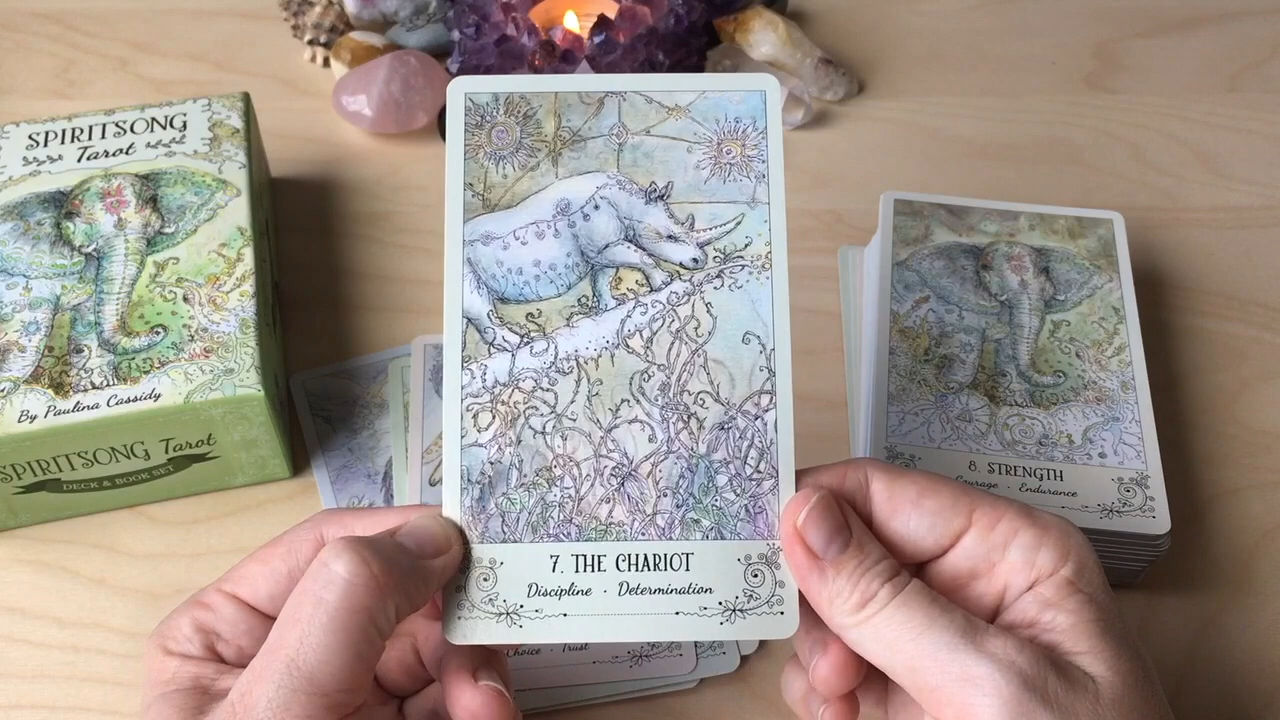 SPIRITSONG
Tarot
By Paulina Cassidy
SPIRITSONG Tarot
DECK & BOOK SET
7. THE CHARIOT
Discipline · Determination
8. STRENGTH
Courage · Endurance
Choice · Trust